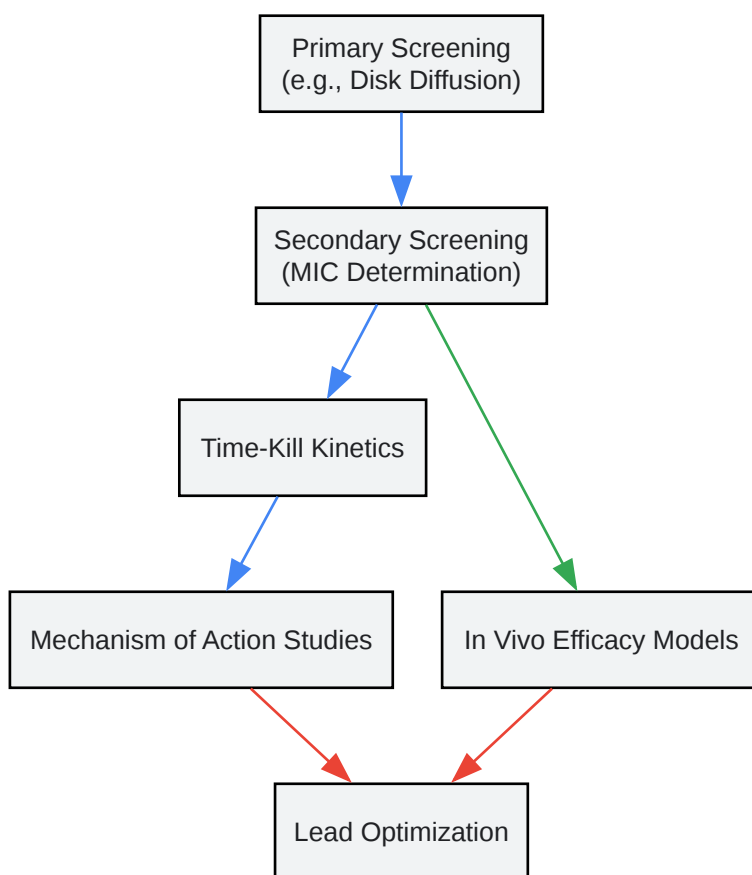 Primary Screening
(e.g., Disk Diffusion)
Secondary Screening
(MIC Determination)
Time-Kill Kinetics
Mechanism of Action Studies
In Vivo Efficacy Models
Lead Optimization